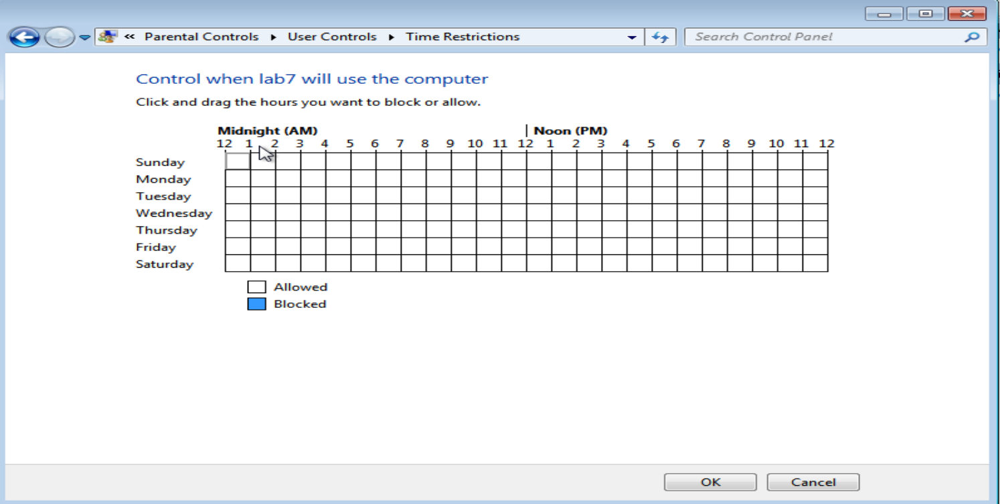 « Parental Controls ▸ User Controls ▸ Time Restrictions Search Control Panel
Control when lab7 will use the computer
Click and drag the hours you want to block or allow.
Midnight (AM) Noon (PM)
12 1 2 3 4 5 6 7 8 9 10 11 12 1 2 3 4 5 6 7 8 9 10 11 12
Sunday
Monday
Tuesday
Wednesday
Thursday
Friday
Saturday
Allowed
Blocked
OK Cancel